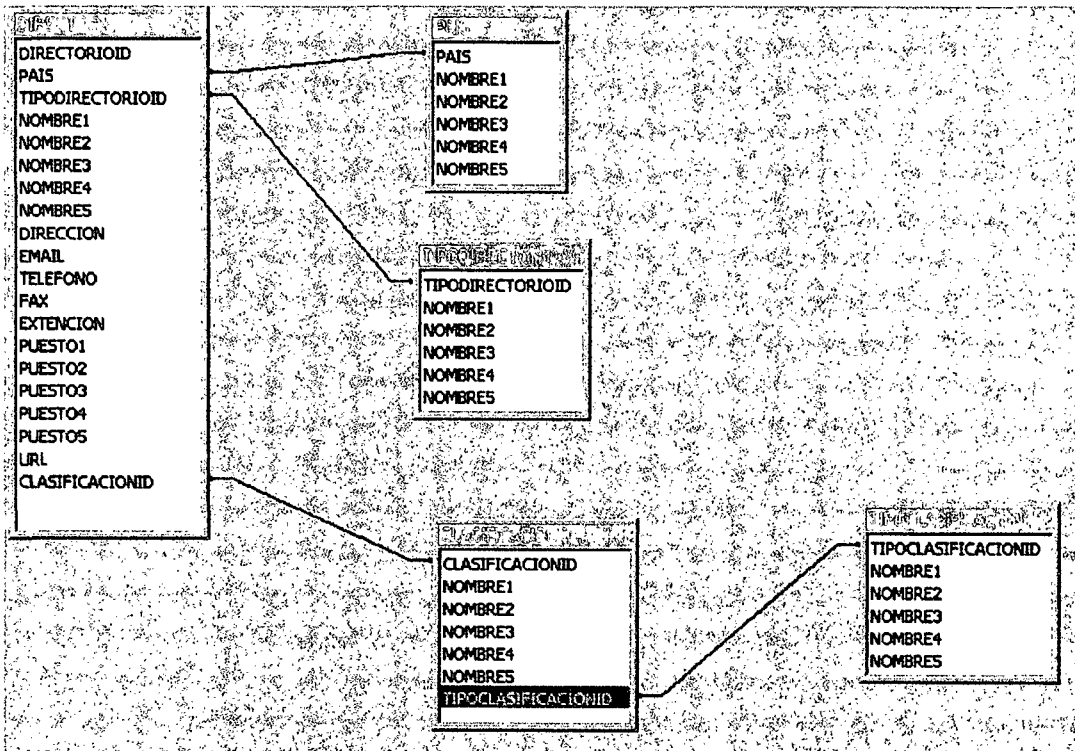 DIRECTORIOID
PAIS
TIPODIRECTORIOID
NOMBRE1
NOMBRE2
NOMBRE3
NOMBRE4
NOMBRE5
DIRECCION
EMAIL
TELEFONO
FAX
EXTENCION
PUESTO1
PUESTO2
PUESTO3
PUESTO4
PUESTO5
URL
CLASIFICACIONID
PAIS
NOMBRE1
NOMBRE2
NOMBRE3
NOMBRE4
NOMBRE5
TIPODIRECTORIOID
NOMBRE1
NOMBRE2
NOMBRE3
NOMBRE4
NOMBRE5
CLASIFICACIONID
NOMBRE1
NOMBRE2
NOMBRE3
NOMBRE4
NOMBRE5
TIPOCLASIFICACIONID
TIPOCLASIFICACIONID
NOMBRE1
NOMBRE2
NOMBRE3
NOMBRE4
NOMBRE5